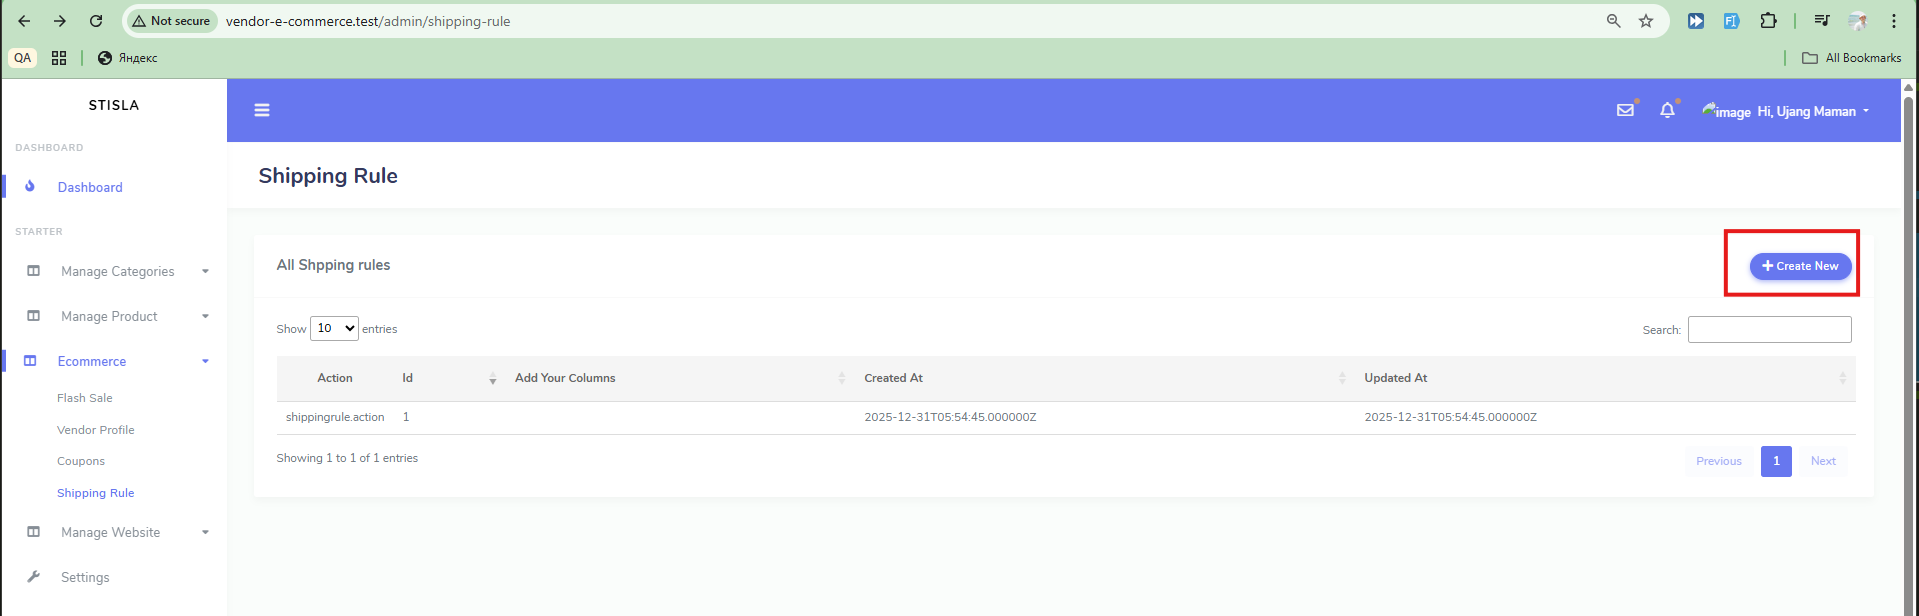 Not secure vendor-e-commerce.test/admin/shipping-rule
QA Яндекс All Bookmarks
STISLA
image Hi, Ujang Maman
DASHBOARD
Dashboard
STARTER
Manage Categories
Manage Product
Ecommerce
Flash Sale
Vendor Profile
Coupons
Shipping Rule
Manage Website
Settings
Shipping Rule
All Shpping rules
Create New
Show 10 entries
Search:
Action Id Add Your Columns Created At Updated At
shippingrule.action 1 2025-12-31T05:54:45.000000Z 2025-12-31T05:54:45.000000Z
Showing 1 to 1 of 1 entries
Previous 1 Next